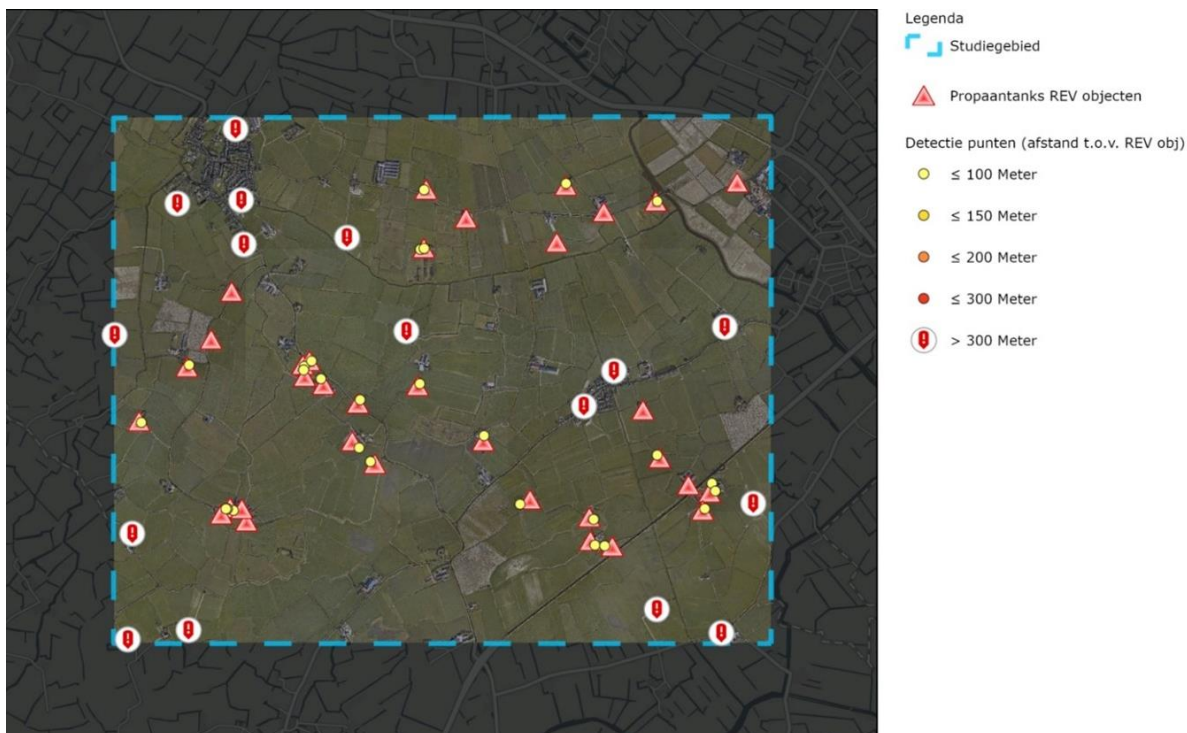 Legenda
Studiegebied
Propaantanks REV objecten
Detectie punten (afstand t.o.v. REV obj)
≤ 100 Meter
≤ 150 Meter
≤ 200 Meter
≤ 300 Meter
> 300 Meter